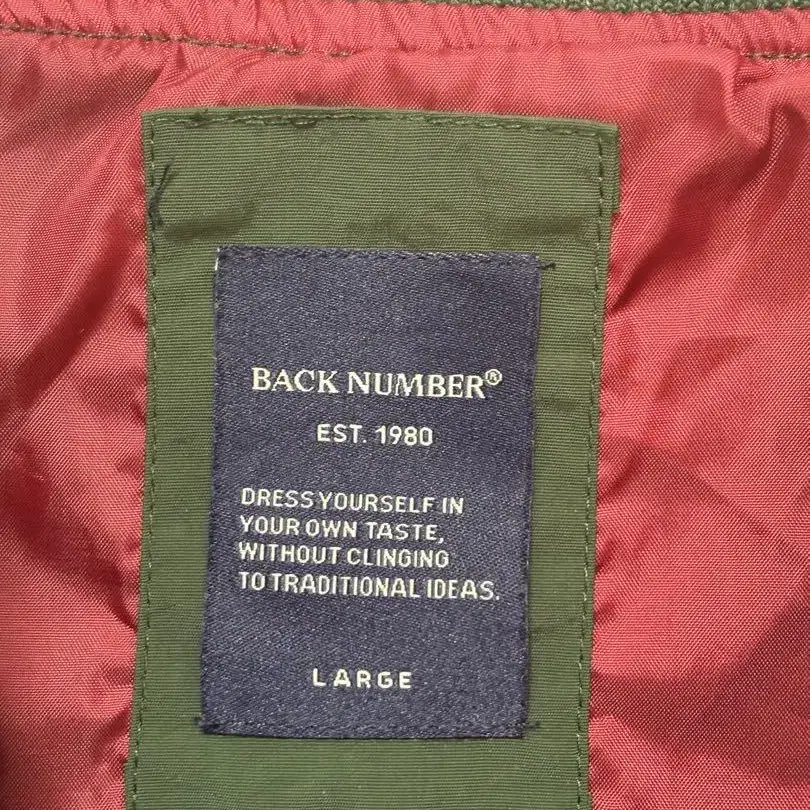 BACK NUMBER®
EST. 1980
DRESS YOURSELF IN
YOUR OWN TASTE,
WITHOUT CLINGING
TO TRADITIONAL IDEAS.
LARGE